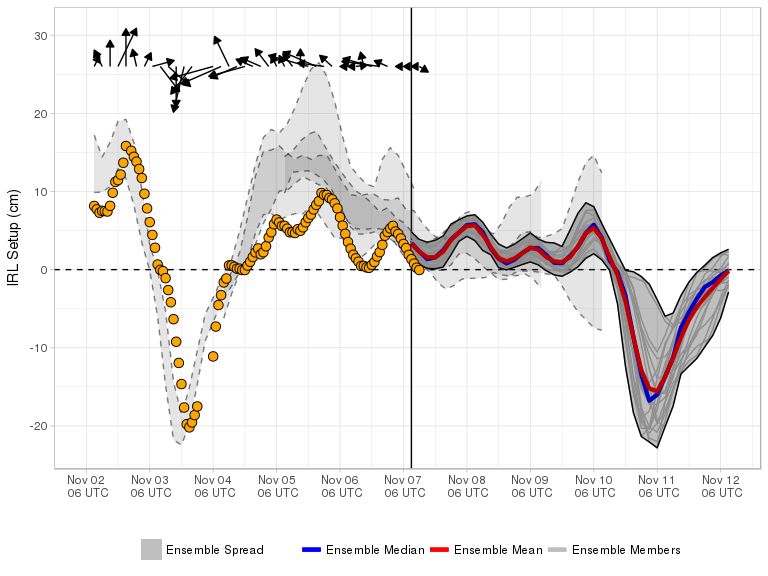 30
20
10
0
-10
-20
IRL Setup (cm)
Nov 02 Nov 03 Nov 04 Nov 05 Nov 06 Nov 07 Nov 08 Nov 09 Nov 10 Nov 11 Nov 12
06 UTC 06 UTC 06 UTC 06 UTC 06 UTC 06 UTC 06 UTC 06 UTC 06 UTC 06 UTC 06 UTC
Ensemble Spread Ensemble Median Ensemble Mean Ensemble Members